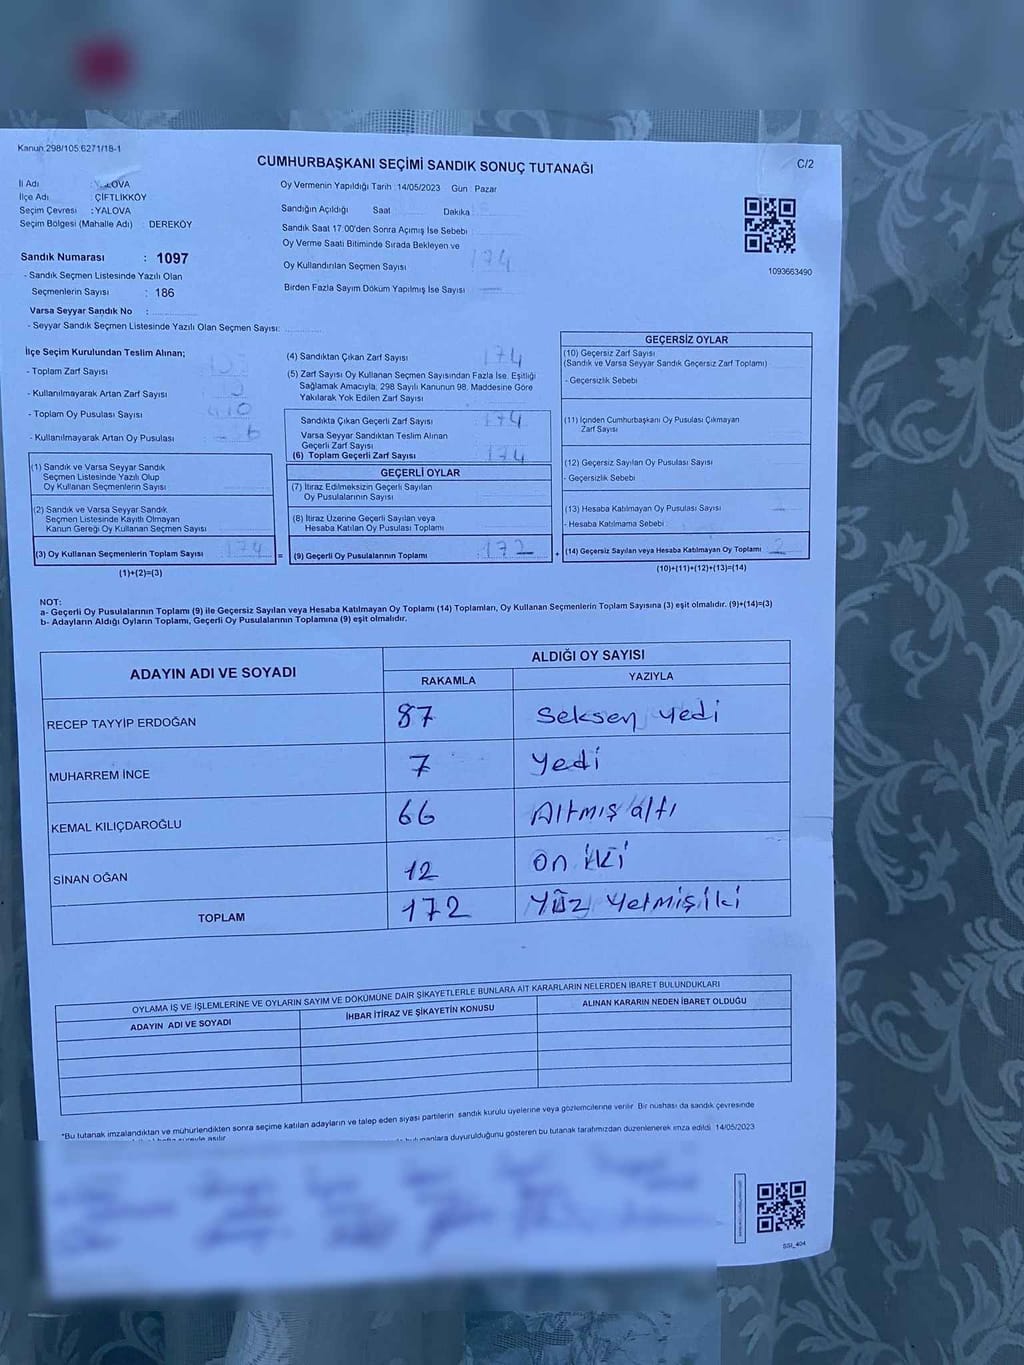 Kanun 298/105 6271/18-1
CUMHURBAŞKANI SEÇİMİ SANDIK SONUÇ TUTANAĞI
C/2
İl Adı : YALOVA
İlçe Adı : ÇİFTLİKKÖY
Seçim Çevresi : YALOVA
Seçim Bölgesi (Mahalle Adı) DEREKÖY
Oy Vermenin Yapıldığı Tarih : 14/05/2023 Gün Pazar
Sandığın Açıldığı Saat Dakika
Sandık Saat 17.00'den Sonra Açımış İse Sebebi
Oy Verme Saati Bitiminde Sırada Bekleyen ve
Oy Kullandırılan Seçmen Sayısı 174
Birden Fazla Sayım Döküm Yapılmış İse Sayısı —
1093663490
Sandık Numarası : 1097
- Sandık Seçmen Listesinde Yazılı Olan
Seçmenlerin Sayısı : 186
Varsa Seyyar Sandık No :
- Seyyar Sandık Seçmen Listesinde Yazılı Olan Seçmen Sayısı:
İlçe Seçim Kurulundan Teslim Alınan;
- Toplam Zarf Sayısı
- Kullanılmayarak Artan Zarf Sayısı
- Toplam Oy Pusulası Sayısı
- Kullanılmayarak Artan Oy Pusulası
(1) Sandık ve Varsa Seyyar Sandık
Seçmen Listesinde Yazılı Olup
Oy Kullanan Seçmenlerin Sayısı
(2) Sandık ve Varsa Seyyar Sandık
Seçmen Listesinde Kayıtlı Olmayan
Kanun Gereği Oy Kullanan Seçmen Sayısı
(3) Oy Kullanan Seçmenlerin Toplam Sayısı 174 =
(1)+(2)=(3)
(4) Sandıktan Çıkan Zarf Sayısı 174
(5) Zarf Sayısı Oy Kullanan Seçmen Sayısından Fazla İse, Eşitliği
Sağlamak Amacıyla, 298 Sayılı Kanunun 98. Maddesine Göre
Yakılarak Yok Edilen Zarf Sayısı
Sandıkta Çıkan Geçerli Zarf Sayısı 174
Varsa Seyyar Sandıktan Teslim Alınan
Geçerli Zarf Sayısı
(6) Toplam Geçerli Zarf Sayısı 174
GEÇERLİ OYLAR
(7) İtiraz Edilmeksizin Geçerli Sayılan
Oy Pusulalarının Sayısı
(8) İtiraz Üzerine Geçerli Sayılan veya
Hesaba Katılan Oy Pusulası Toplamı
(9) Geçerli Oy Pusulalarının Toplamı 172 +
GEÇERSİZ OYLAR
(10) Geçersiz Zarf Sayısı
(Sandık ve Varsa Seyyar Sandık Geçersiz Zarf Toplamı)
- Geçersizlik Sebebi
(11) İçinden Cumhurbaşkanı Oy Pusulası Çıkmayan
Zarf Sayısı
(12) Geçersiz Sayılan Oy Pusulası Sayısı
- Geçersizlik Sebebi
(13) Hesaba Katılmayan Oy Pusulası Sayısı
- Hesaba Katılmama Sebebi
(14) Geçersiz Sayılan veya Hesaba Katılmayan Oy Toplamı 2
(10)+(11)+(12)+(13)=(14)
NOT:
a- Geçerli Oy Pusulalarının Toplamı (9) ile Geçersiz Sayılan veya Hesaba Katılmayan Oy Toplamı (14) Toplamları, Oy Kullanan Seçmenlerin Toplam Sayısına (3) eşit olmalıdır. (9)+(14)=(3)
b- Adayların Aldığı Oyların Toplamı, Geçerli Oy Pusulalarının Toplamına (9) eşit olmalıdır.
ADAYIN ADI VE SOYADI ALDIĞI OY SAYISI
RAKAMLA YAZIYLA
RECEP TAYYİP ERDOĞAN 87 Seksen yedi
MUHARREM İNCE 7 Yedi
KEMAL KILIÇDAROĞLU 66 Altmış altı
SİNAN OĞAN 12 On iki
TOPLAM 172 Yüz Yetmiş iki
OYLAMA İŞ VE İŞLEMLERİNE VE OYLARIN SAYIM VE DÖKÜMÜNE DAİR ŞİKAYETLERLE BUNLARA AİT KARARLARIN NELERDEN İBARET BULUNDUKLARI
ADAYIN ADI VE SOYADI İHBAR İTİRAZ VE ŞİKAYETİN KONUSU ALINAN KARARIN NEDEN İBARET OLDUĞU
*Bu tutanak imzalandıktan ve mühürlendikten sonra seçime katılan adayların ve talep eden siyasi partilerin sandık kurulu üyelerine veya gözlemcilerine verilir. Bir nüshası da sandık çevresinde
duyurulduğunu gösteren bu tutanak tarafımızdan düzenlenerek imza edildi. 14/05/2023
SSI_404